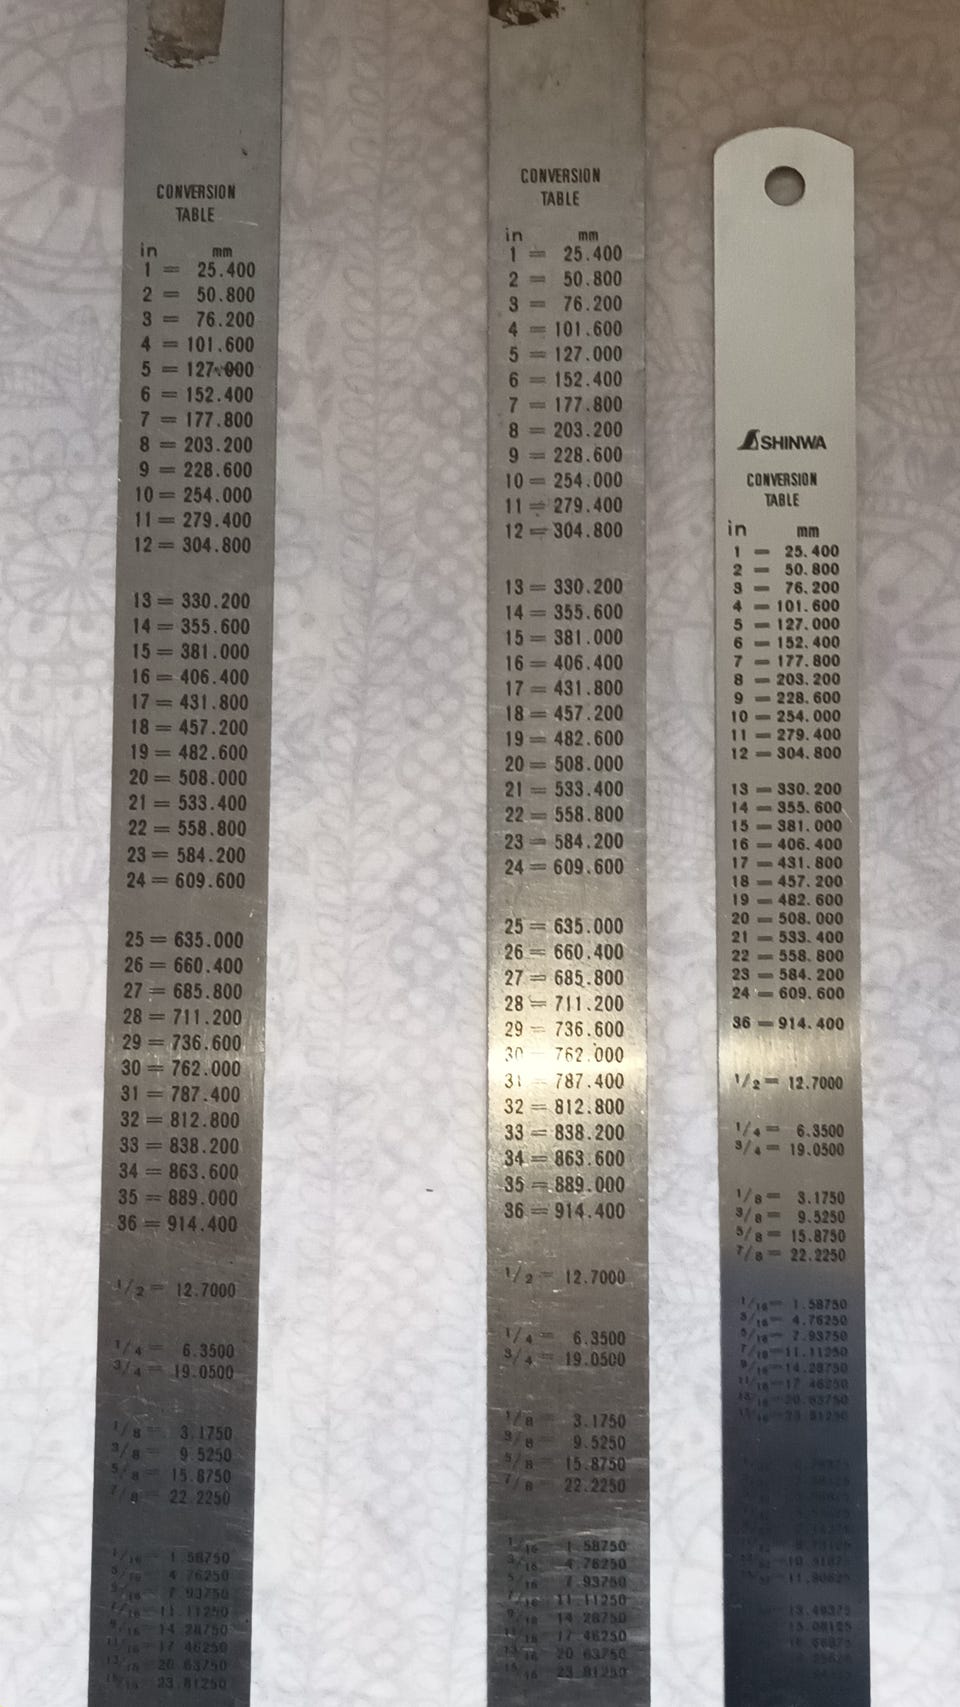 CONVERSION
TABLE
in mm
1 = 25.400
2 = 50.800
3 = 76.200
4 = 101.600
5 = 127.000
6 = 152.400
7 = 177.800
8 = 203.200
9 = 228.600
10 = 254.000
11 = 279.400
12 = 304.800
13 = 330.200
14 = 355.600
15 = 381.000
16 = 406.400
17 = 431.800
18 = 457.200
19 = 482.600
20 = 508.000
21 = 533.400
22 = 558.800
23 = 584.200
24 = 609.600
25 = 635.000
26 = 660.400
27 = 685.800
28 = 711.200
29 = 736.600
30 = 762.000
31 = 787.400
32 = 812.800
33 = 838.200
34 = 863.600
35 = 889.000
36 = 914.400
1/2 = 12.7000
1/4 = 6.3500
3/4 = 19.0500
1/8 = 3.1750
3/8 = 9.5250
5/8 = 15.8750
7/8 = 22.2250
1/16 = 1.58750
3/16 = 4.76250
5/16 = 7.93750
7/16 = 11.11250
9/16 = 14.28750
11/16 = 17.46250
13/16 = 20.63750
15/16 = 23.81250
CONVERSION
TABLE
in mm
1 = 25.400
2 = 50.800
3 = 76.200
4 = 101.600
5 = 127.000
6 = 152.400
7 = 177.800
8 = 203.200
9 = 228.600
10 = 254.000
11 = 279.400
12 = 304.800
13 = 330.200
14 = 355.600
15 = 381.000
16 = 406.400
17 = 431.800
18 = 457.200
19 = 482.600
20 = 508.000
21 = 533.400
22 = 558.800
23 = 584.200
24 = 609.600
25 = 635.000
26 = 660.400
27 = 685.800
28 = 711.200
29 = 736.600
30 = 762.000
31 = 787.400
32 = 812.800
33 = 838.200
34 = 863.600
35 = 889.000
36 = 914.400
1/2 = 12.7000
1/4 = 6.3500
3/4 = 19.0500
1/8 = 3.1750
3/8 = 9.5250
5/8 = 15.8750
7/8 = 22.2250
1/16 = 1.58750
3/16 = 4.76250
5/16 = 7.93750
7/16 = 11.11250
9/16 = 14.28750
11/16 = 17.46250
13/16 = 20.63750
15/16 = 23.81250
SHINWA
CONVERSION
TABLE
in mm
1 = 25.400
2 = 50.800
3 = 76.200
4 = 101.600
5 = 127.000
6 = 152.400
7 = 177.800
8 = 203.200
9 = 228.600
10 = 254.000
11 = 279.400
12 = 304.800
13 = 330.200
14 = 355.600
15 = 381.000
16 = 406.400
17 = 431.800
18 = 457.200
19 = 482.600
20 = 508.000
21 = 533.400
22 = 558.800
23 = 584.200
24 = 609.600
36 = 914.400
1/2 = 12.7000
1/4 = 6.3500
3/4 = 19.0500
1/8 = 3.1750
3/8 = 9.5250
5/8 = 15.8750
7/8 = 22.2250
1/16 = 1.58750
3/16 = 4.76250
5/16 = 7.93750
7/16 = 11.11250
9/16 = 14.28750
11/16 = 17.46250
13/16 = 20.63750
15/16 = 23.81250